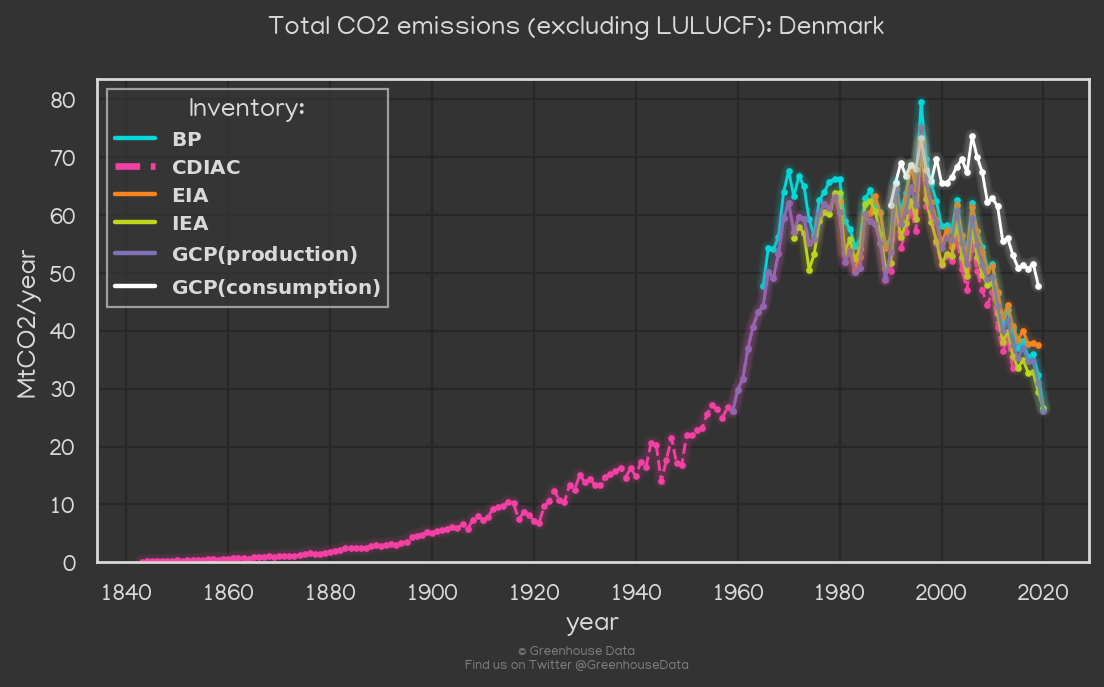 Total CO2 emissions (excluding LULUCF): Denmark
Inventory:
BP
CDIAC
EIA
IEA
GCP(production)
GCP(consumption)
MtCO2/year
80
70
60
50
40
30
20
10
0
1840 1860 1880 1900 1920 1940 1960 1980 2000 2020
year
© Greenhouse Data
Find us on Twitter @GreenhouseData